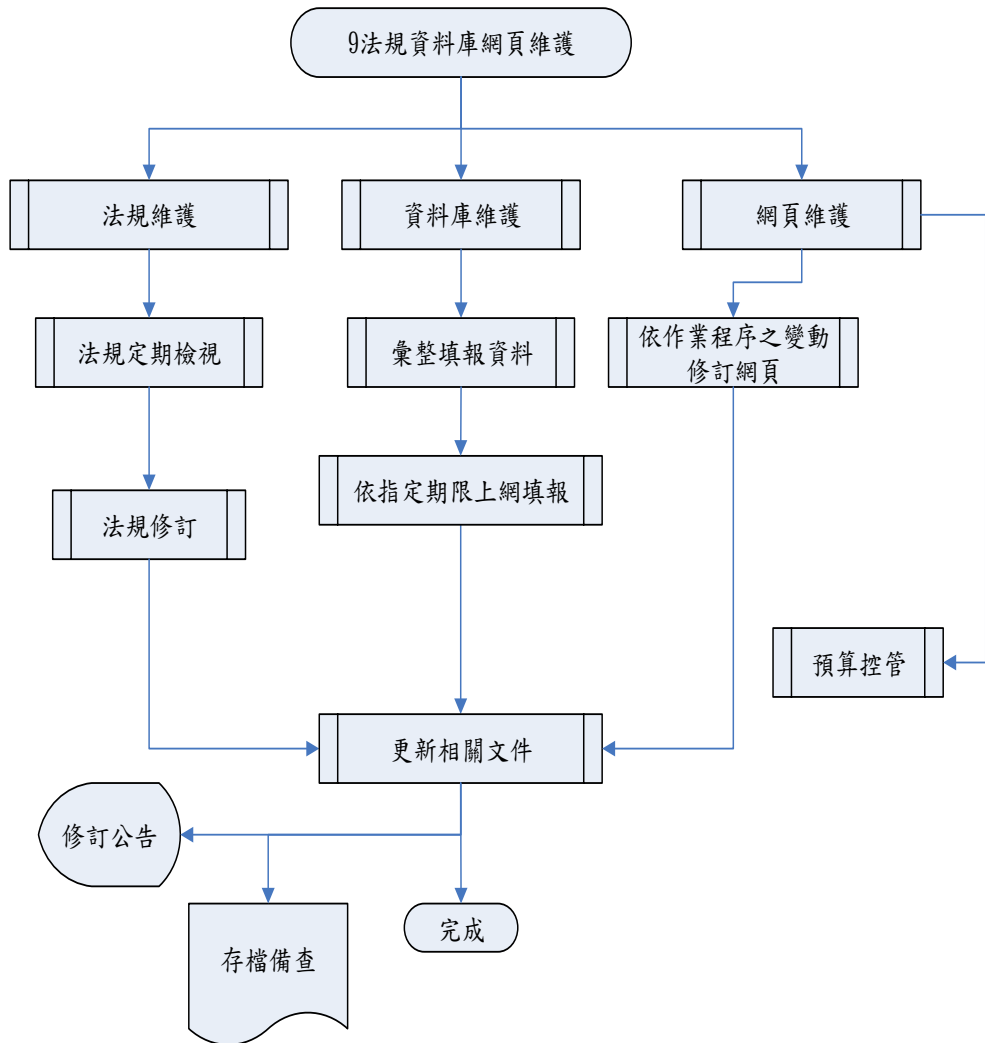 9法規資料庫網頁維護
法規維護
資料庫維護
網頁維護
法規定期檢視
彙整填報資料
依作業程序之變動
修訂網頁
依指定期限上網填報
法規修訂
預算控管
更新相關文件
修訂公告
完成
存檔備查